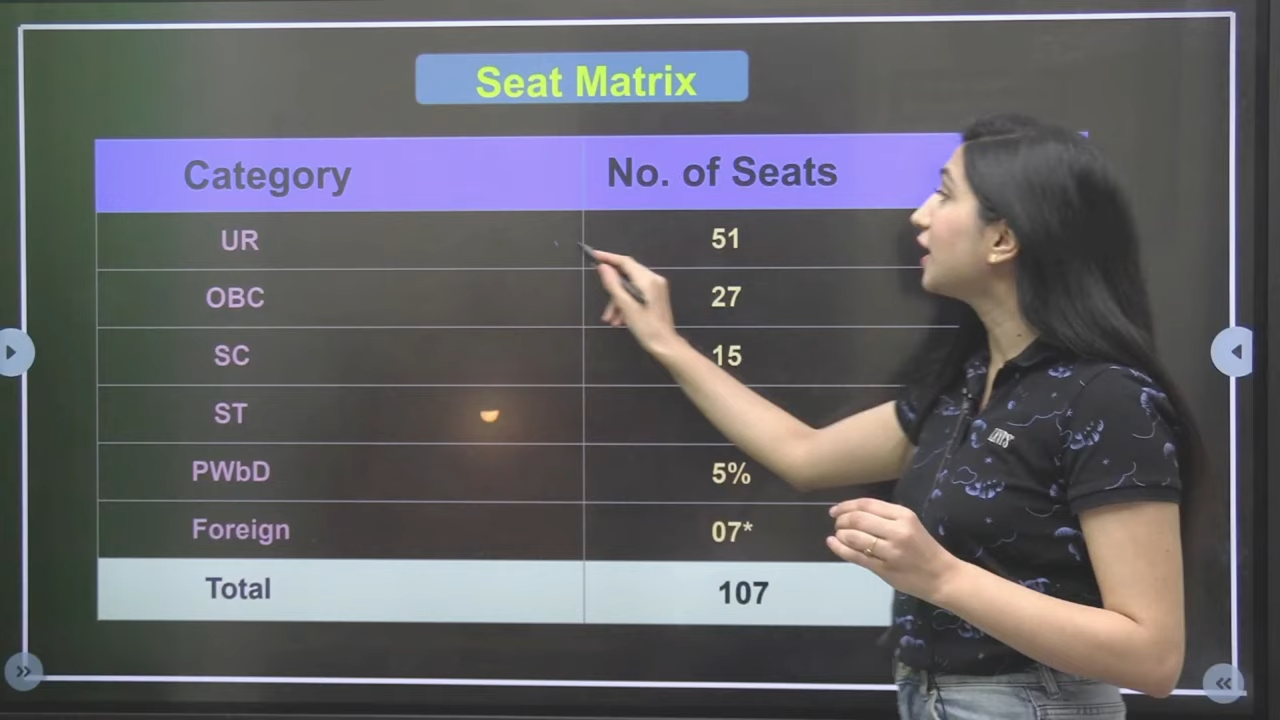 Seat Matrix
Category No. of Seats
UR 51
OBC 27
SC 15
ST
PWbD 5%
Foreign 07*
Total 107
LEVI'S